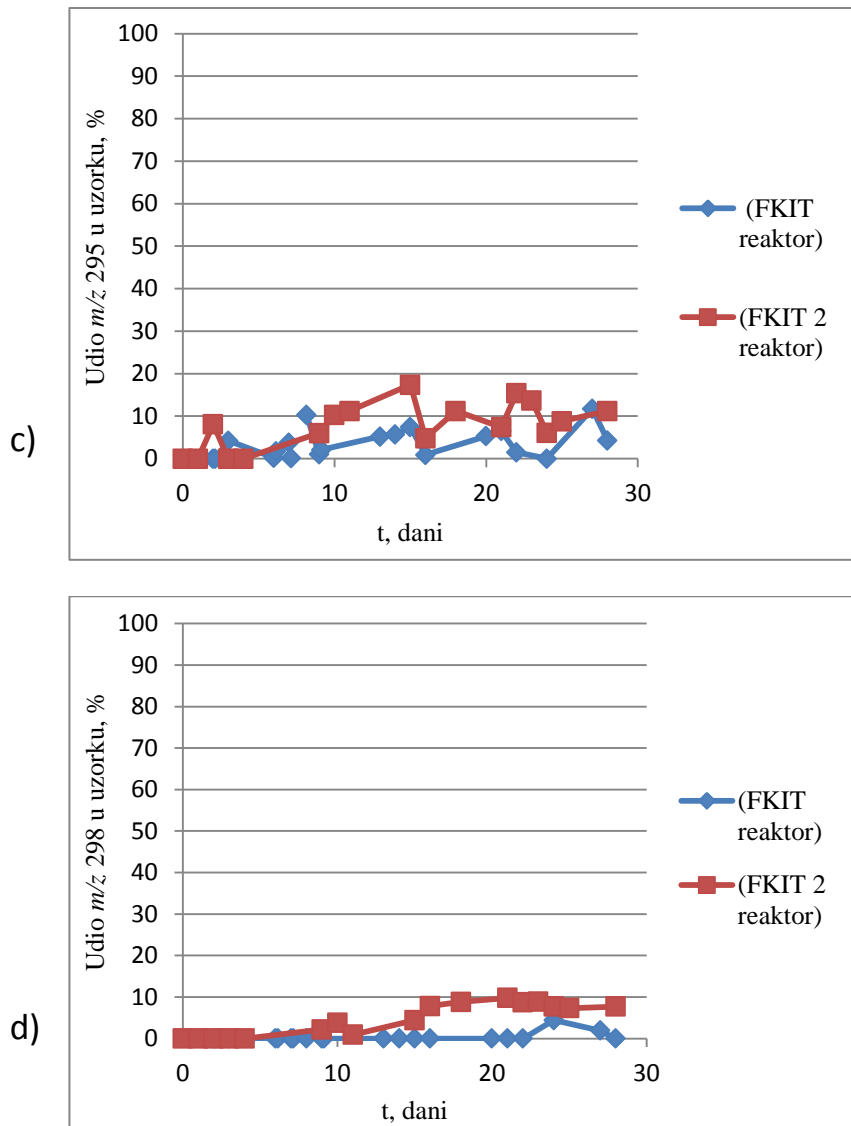 c)
Udio m/z 295 u uzorku, %
100
90
80
70
60
50
40
30
20
10
0
0 10 20 30
t, dani
(FKIT
reaktor)
(FKIT 2
reaktor)
d)
Udio m/z 298 u uzorku, %
100
90
80
70
60
50
40
30
20
10
0
0 10 20 30
t, dani
(FKIT
reaktor)
(FKIT 2
reaktor)